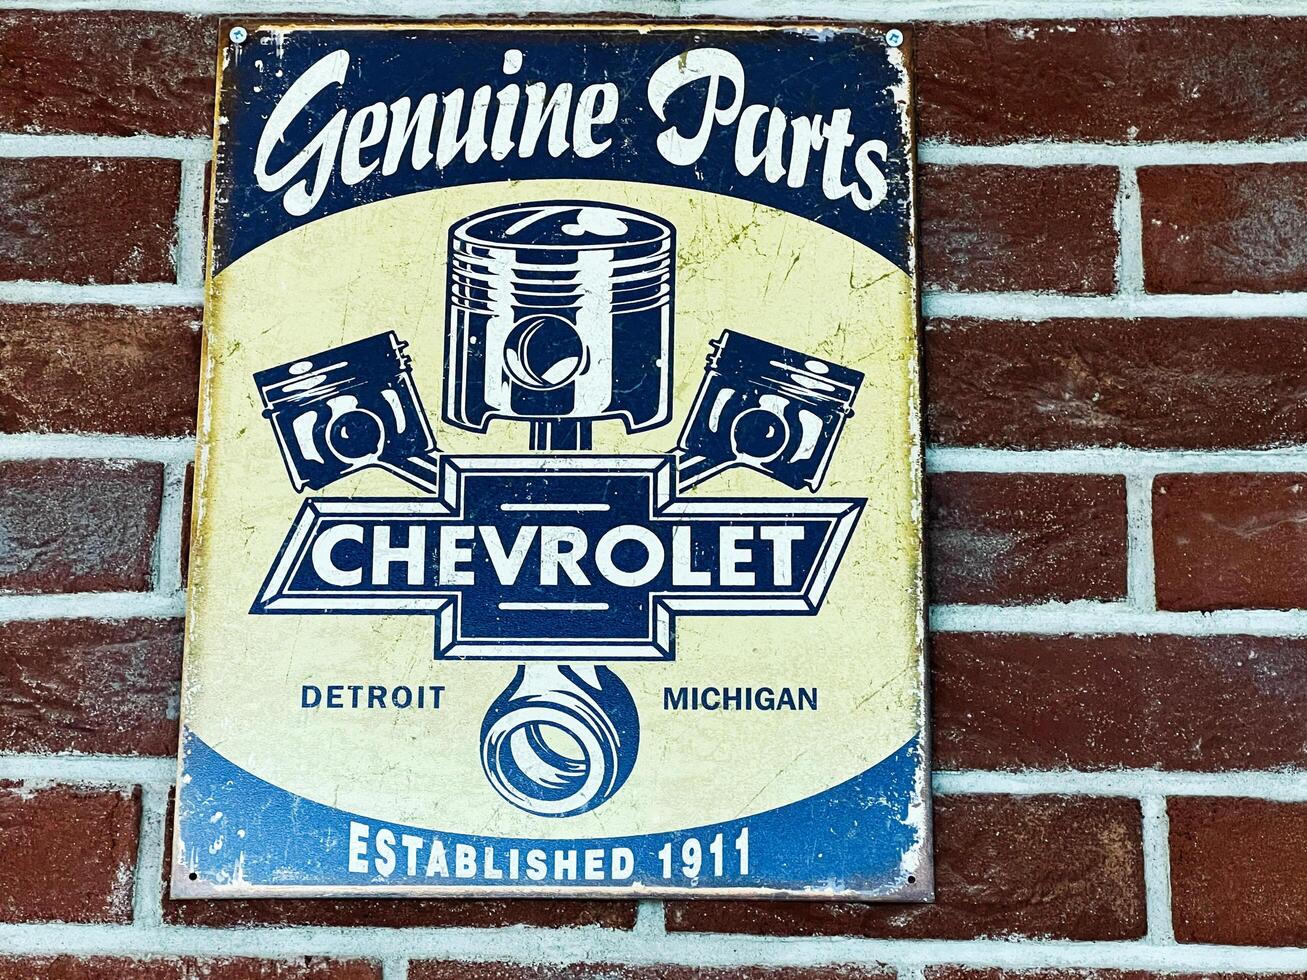 Genuine Parts
CHEVROLET
DETROIT MICHIGAN
ESTABLISHED 1911